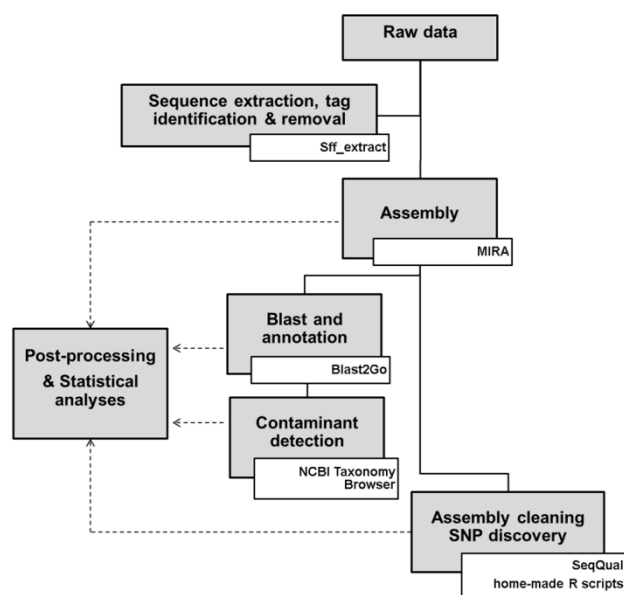 Raw data
Sequence extraction, tag
identification & removal
Sff_extract
Assembly
MIRA
Blast and
annotation
Blast2Go
Post-processing
& Statistical
analyses
Contaminant
detection
NCBI Taxonomy
Browser
Assembly cleaning
SNP discovery
SeqQual
home-made R scripts